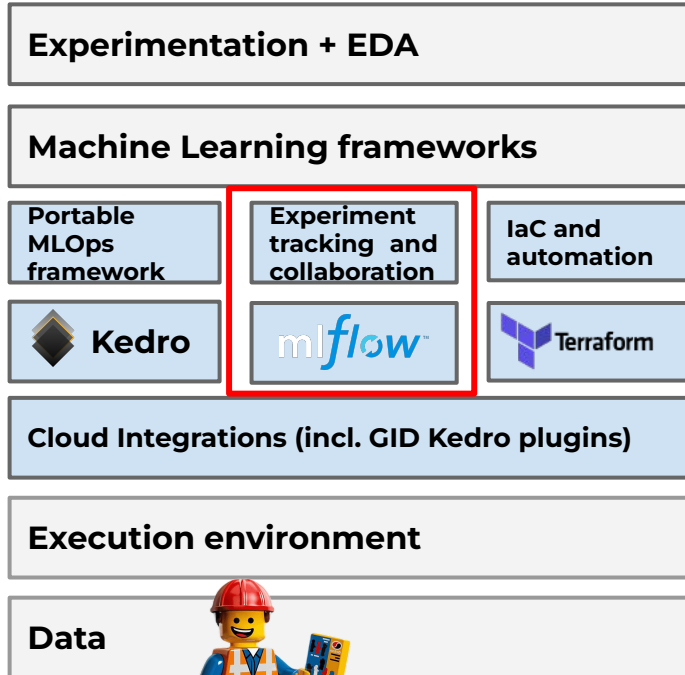 Experimentation + EDA
Machine Learning frameworks
Portable
MLOps
framework
Experiment
tracking and
collaboration
IaC and
automation
Kedro
mlflow™
Terraform
Cloud Integrations (incl. GID Kedro plugins)
Execution environment
Data